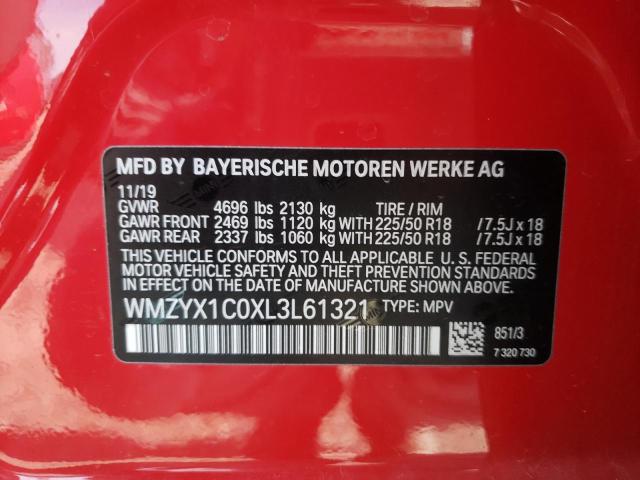 MFD BY BAYERISCHE MOTOREN WERKE AG
11/19
GVWR 4696 lbs 2130 kg TIRE / RIM
GAWR FRONT 2469 lbs 1120 kg WITH 225/50 R18 /7.5J x 18
GAWR REAR 2337 lbs 1060 kg WITH 225/50 R18 /7.5J x 18
THIS VEHICLE CONFORMS TO ALL APPLICABLE U. S. FEDERAL
MOTOR VEHICLE SAFETY AND THEFT PREVENTION STANDARDS
IN EFFECT ON THE DATE OF MANUFACTURE SHOWN ABOVE.
WMZYX1C0XL3L61321 TYPE: MPV
851/3
7 320 730